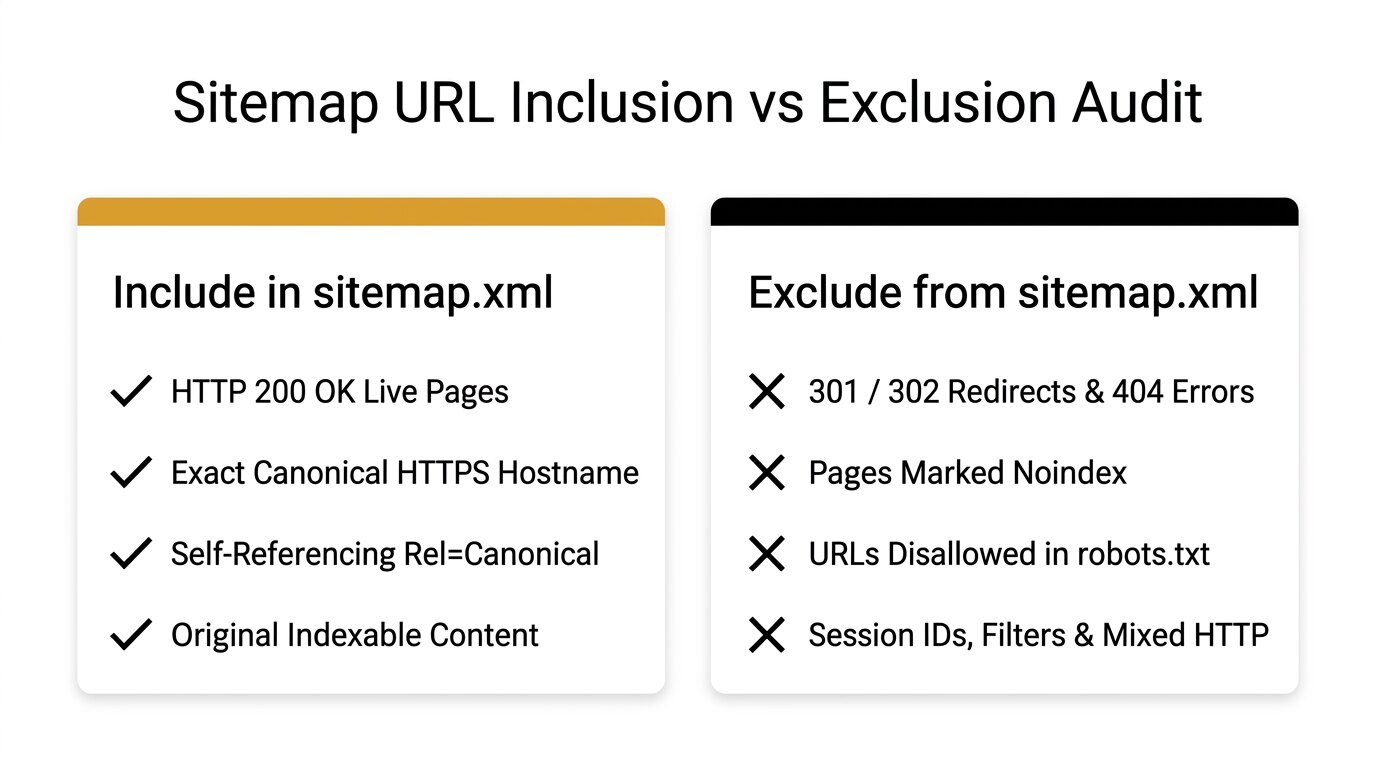 Sitemap URL Inclusion vs Exclusion Audit
Include in sitemap.xml
HTTP 200 OK Live Pages
Exact Canonical HTTPS Hostname
Self-Referencing Rel=Canonical
Original Indexable Content
Exclude from sitemap.xml
301 / 302 Redirects & 404 Errors
Pages Marked Noindex
URLs Disallowed in robots.txt
Session IDs, Filters & Mixed HTTP